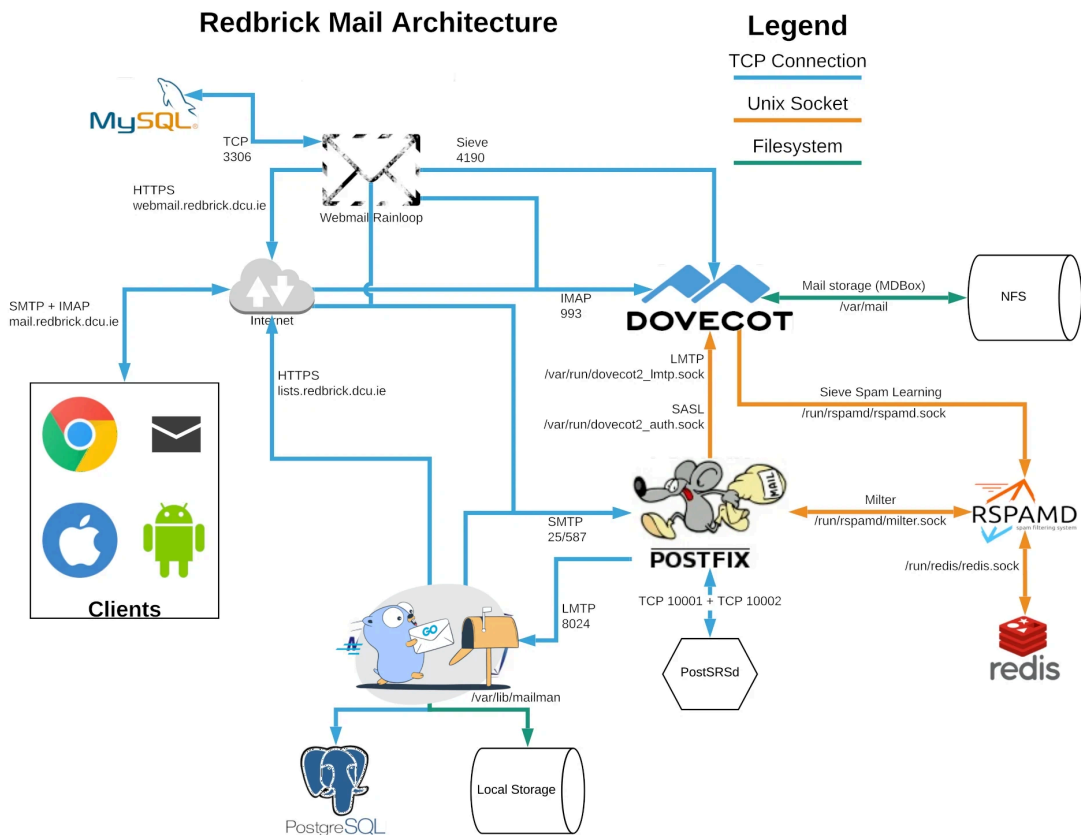 Redbrick Mail Architecture
Legend
TCP Connection
Unix Socket
Filesystem
MySQL®
TCP
3306
Sieve
4190
HTTPS
webmail.redbrick.dcu.ie
Webmail Rainloop
SMTP + IMAP
mail.redbrick.dcu.ie
Internet
IMAP
993
DOVECOT
Mail storage (MDBox)
/var/mail
NFS
HTTPS
lists.redbrick.dcu.ie
LMTP
/var/run/dovecot2_lmtp.sock
SASL
/var/run/dovecot2_auth.sock
Sieve Spam Learning
/run/rspamd/rspamd.sock
Clients
MAIL
POSTFIX
SMTP
25/587
Milter
/run/rspamd/milter.sock
RSPAMD
spam filtering system
/run/redis/redis.sock
redis
LMTP
8024
TCP 10001 + TCP 10002
PostSRSd
GO
/var/lib/mailman
PostgreSQL
Local Storage